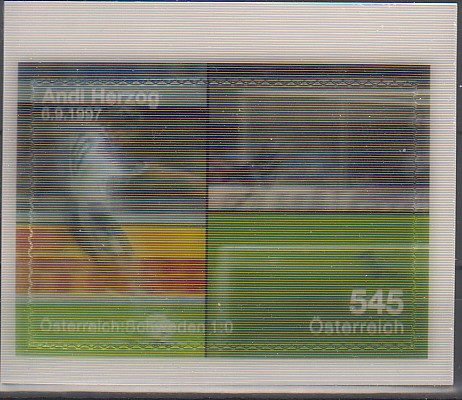 Andi Herzog
6.9.1997
545
Österreich:Schweden 1:0
Österreich